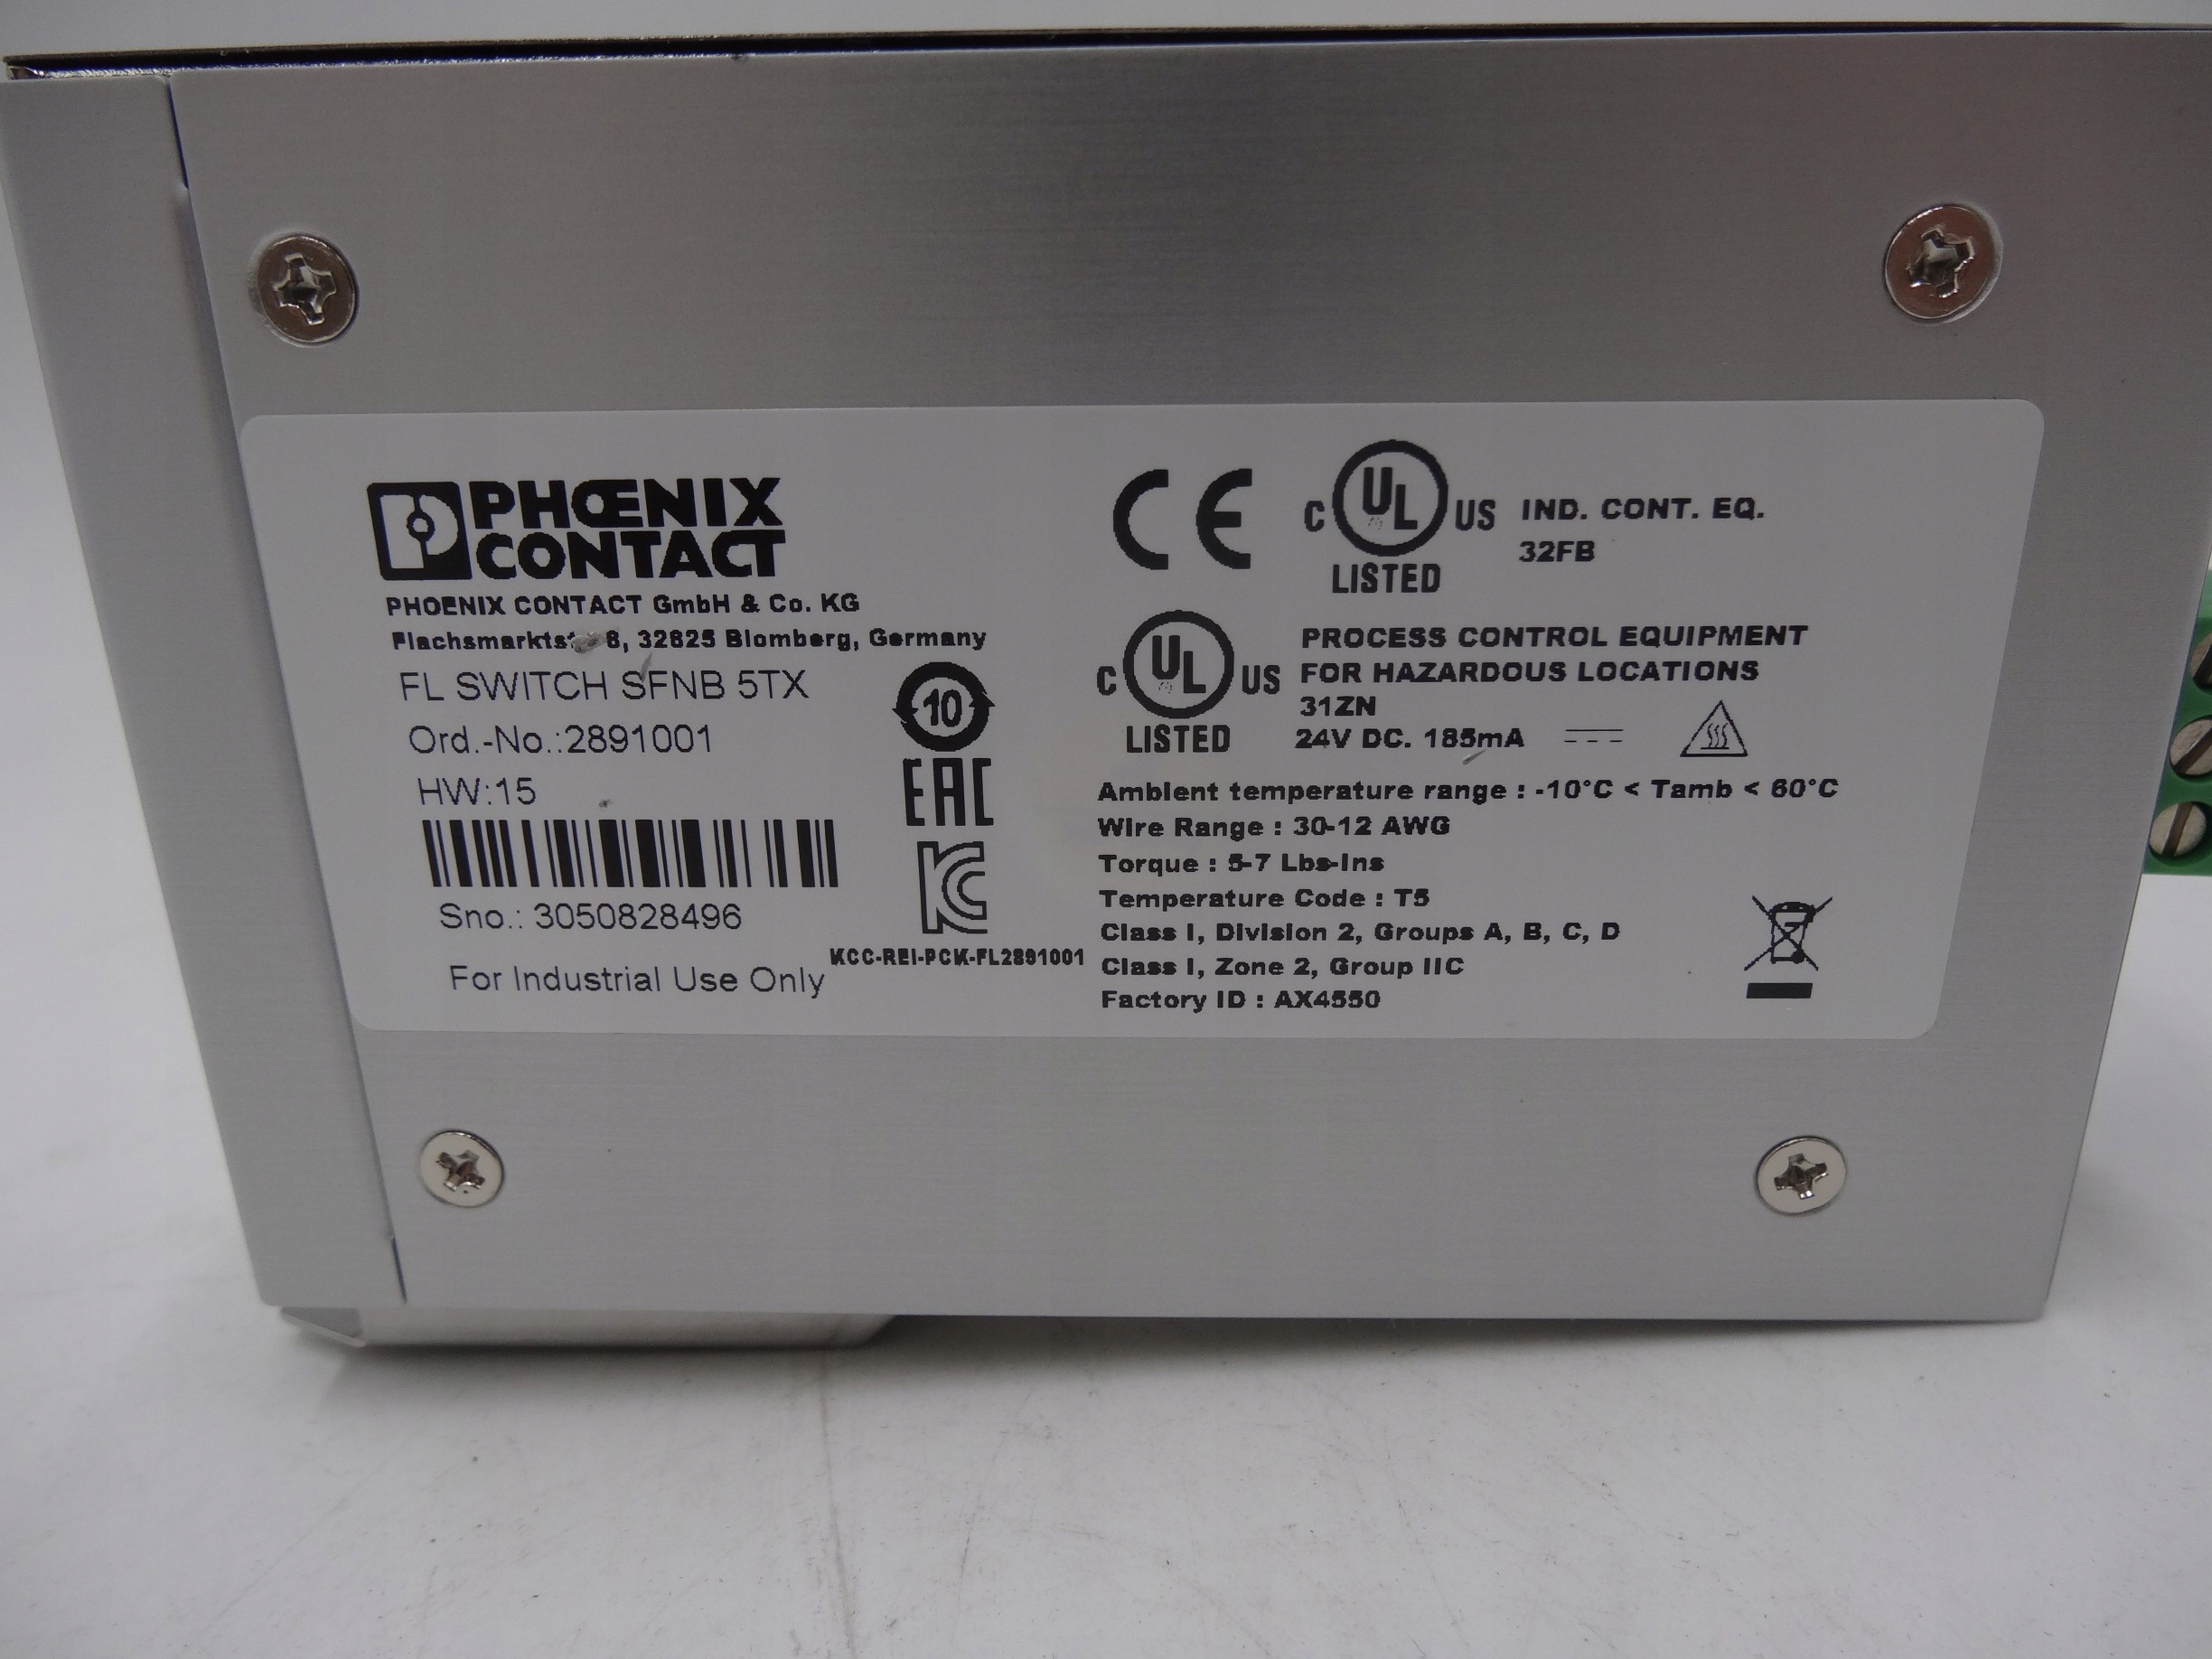 PHŒNIX
CONTACT
PHOENIX CONTACT GmbH & Co. KG
8, 32825 Blomberg, Germany
FL SWITCH SFNB 5TX
Ord.-No.:2891001
HW:15
Sno.: 3050828496
For Industrial Use Only
10
EAC
KC
KCC-REI-PCK-FL2891001
CE
C UL US
LISTED
IND. CONT. EQ.
32FB
C UL US
LISTED
PROCESS CONTROL EQUIPMENT
FOR HAZARDOUS LOCATIONS
31ZN
24V DC. 185mA
Ambient temperature range : -10°C < Tamb < 60°C
Wire Range : 30-12 AWG
Torque : 5-7 Lbs-Ins
Temperature Code : T5
Class I, Division 2, Groups A, B, C, D
Class I, Zone 2, Group IIC
Factory ID : AX4550